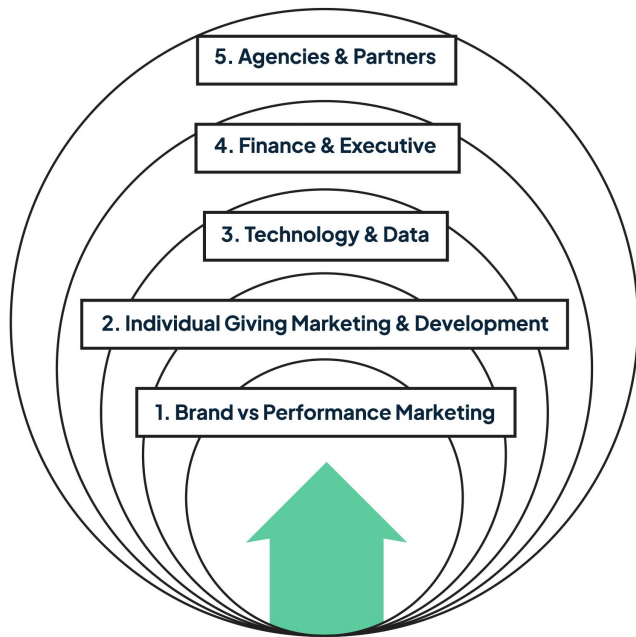 5. Agencies & Partners
4. Finance & Executive
3. Technology & Data
2. Individual Giving Marketing & Development
1. Brand vs Performance Marketing